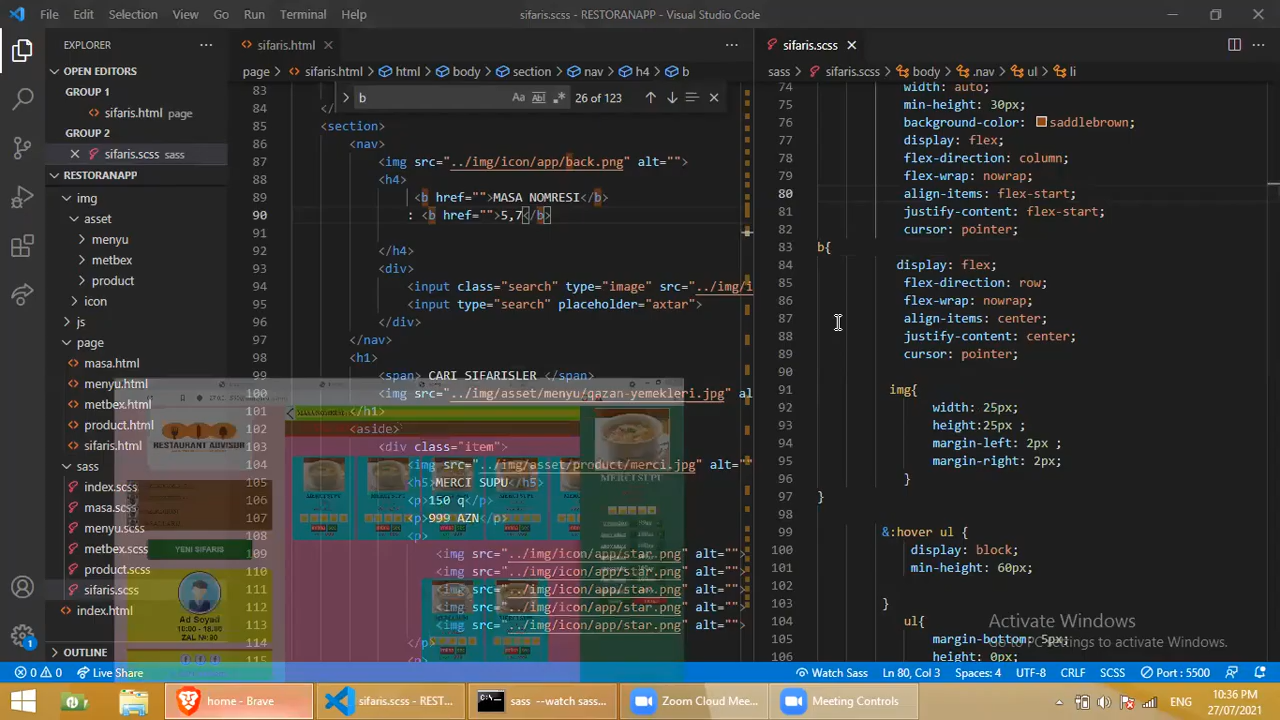 File Edit Selection View Go Run Terminal Help sifaris.scss - RESTORANAPP - Visual Studio Code
EXPLORER
OPEN EDITORS
GROUP 1
sifaris.html page
GROUP 2
sifaris.scss sass
RESTORANAPP
img
asset
menyu
metbex
product
icon
js
page
masa.html
menyu.html
metbex.html
product.html
sifaris.html
sass
index.scss
masa.scss
menyu.scss
metbex.scss
product.scss
sifaris.scss
index.html
OUTLINE
sifaris.html
page > sifaris.html > html > body > section > nav > h4 > b
b Aa Abl .* 26 of 123
83
84 </
85 <section>
86 <nav>
87 <img src="../img/icon/app/back.png" alt="">
88 <h4>
89 <b href="">MASA NOMRESI</b>
90 : <b href="">5,7</b>
91
92 </h4>
93 <div>
94 <input class="search" type="image" src="../img/i
95 <input type="search" placeholder="axtar">
96 </div>
97 </nav>
98 <h1>
99 <span> CARI SIFARISLER </span>
100 <img src="../img/asset/menyu/qazan-yemekleri.jpg" al
101 </h1>
102 <aside>
103 <div class="item">
104 <img src="../img/asset/product/merci.jpg" alt=""
105 <h5>MERCI SUPU</h5>
106 <p>150 q</p>
107 <p>999 AZN</p>
108 <p>
109 <img src="../img/icon/app/star.png" alt="">
110 <img src="../img/icon/app/star.png" alt="">
111 <img src="../img/icon/app/star.png" alt="">
112 <img src="../img/icon/app/star.png" alt="">
113 <img src="../img/icon/app/star.png" alt="">
114 </p>
115 <p>
RESTAURANT ADVISOR
YENI SIFARIS
Ad Soyad
10:00 - 18:00
MERCI SUPU
sifaris.scss
sass > sifaris.scss > body > .nav > ul > li
74 width: auto;
75 min-height: 30px;
76 background-color: saddlebrown;
77 display: flex;
78 flex-direction: column;
79 flex-wrap: nowrap;
80 align-items: flex-start;
81 justify-content: flex-start;
82 cursor: pointer;
83 b{
84 display: flex;
85 flex-direction: row;
86 flex-wrap: nowrap;
87 align-items: center;
88 justify-content: center;
89 cursor: pointer;
90
91 img{
92 width: 25px;
93 height:25px ;
94 margin-left: 2px ;
95 margin-right: 2px;
96 }
97 }
98
99 &:hover ul {
100 display: block;
101 min-height: 60px;
102
103 }
104 ul{
105 margin-bottom: 5px;
106 height: 0px;
Activate Windows
Go to PC settings to activate Windows.
0 0 Live Share Watch Sass Ln 80, Col 3 Spaces: 4 UTF-8 CRLF SCSS Port : 5500
home - Brave sifaris.scss - REST... sass --watch sass... Zoom Cloud Mee... Meeting Controls ENG 10:36 PM
27/07/2021